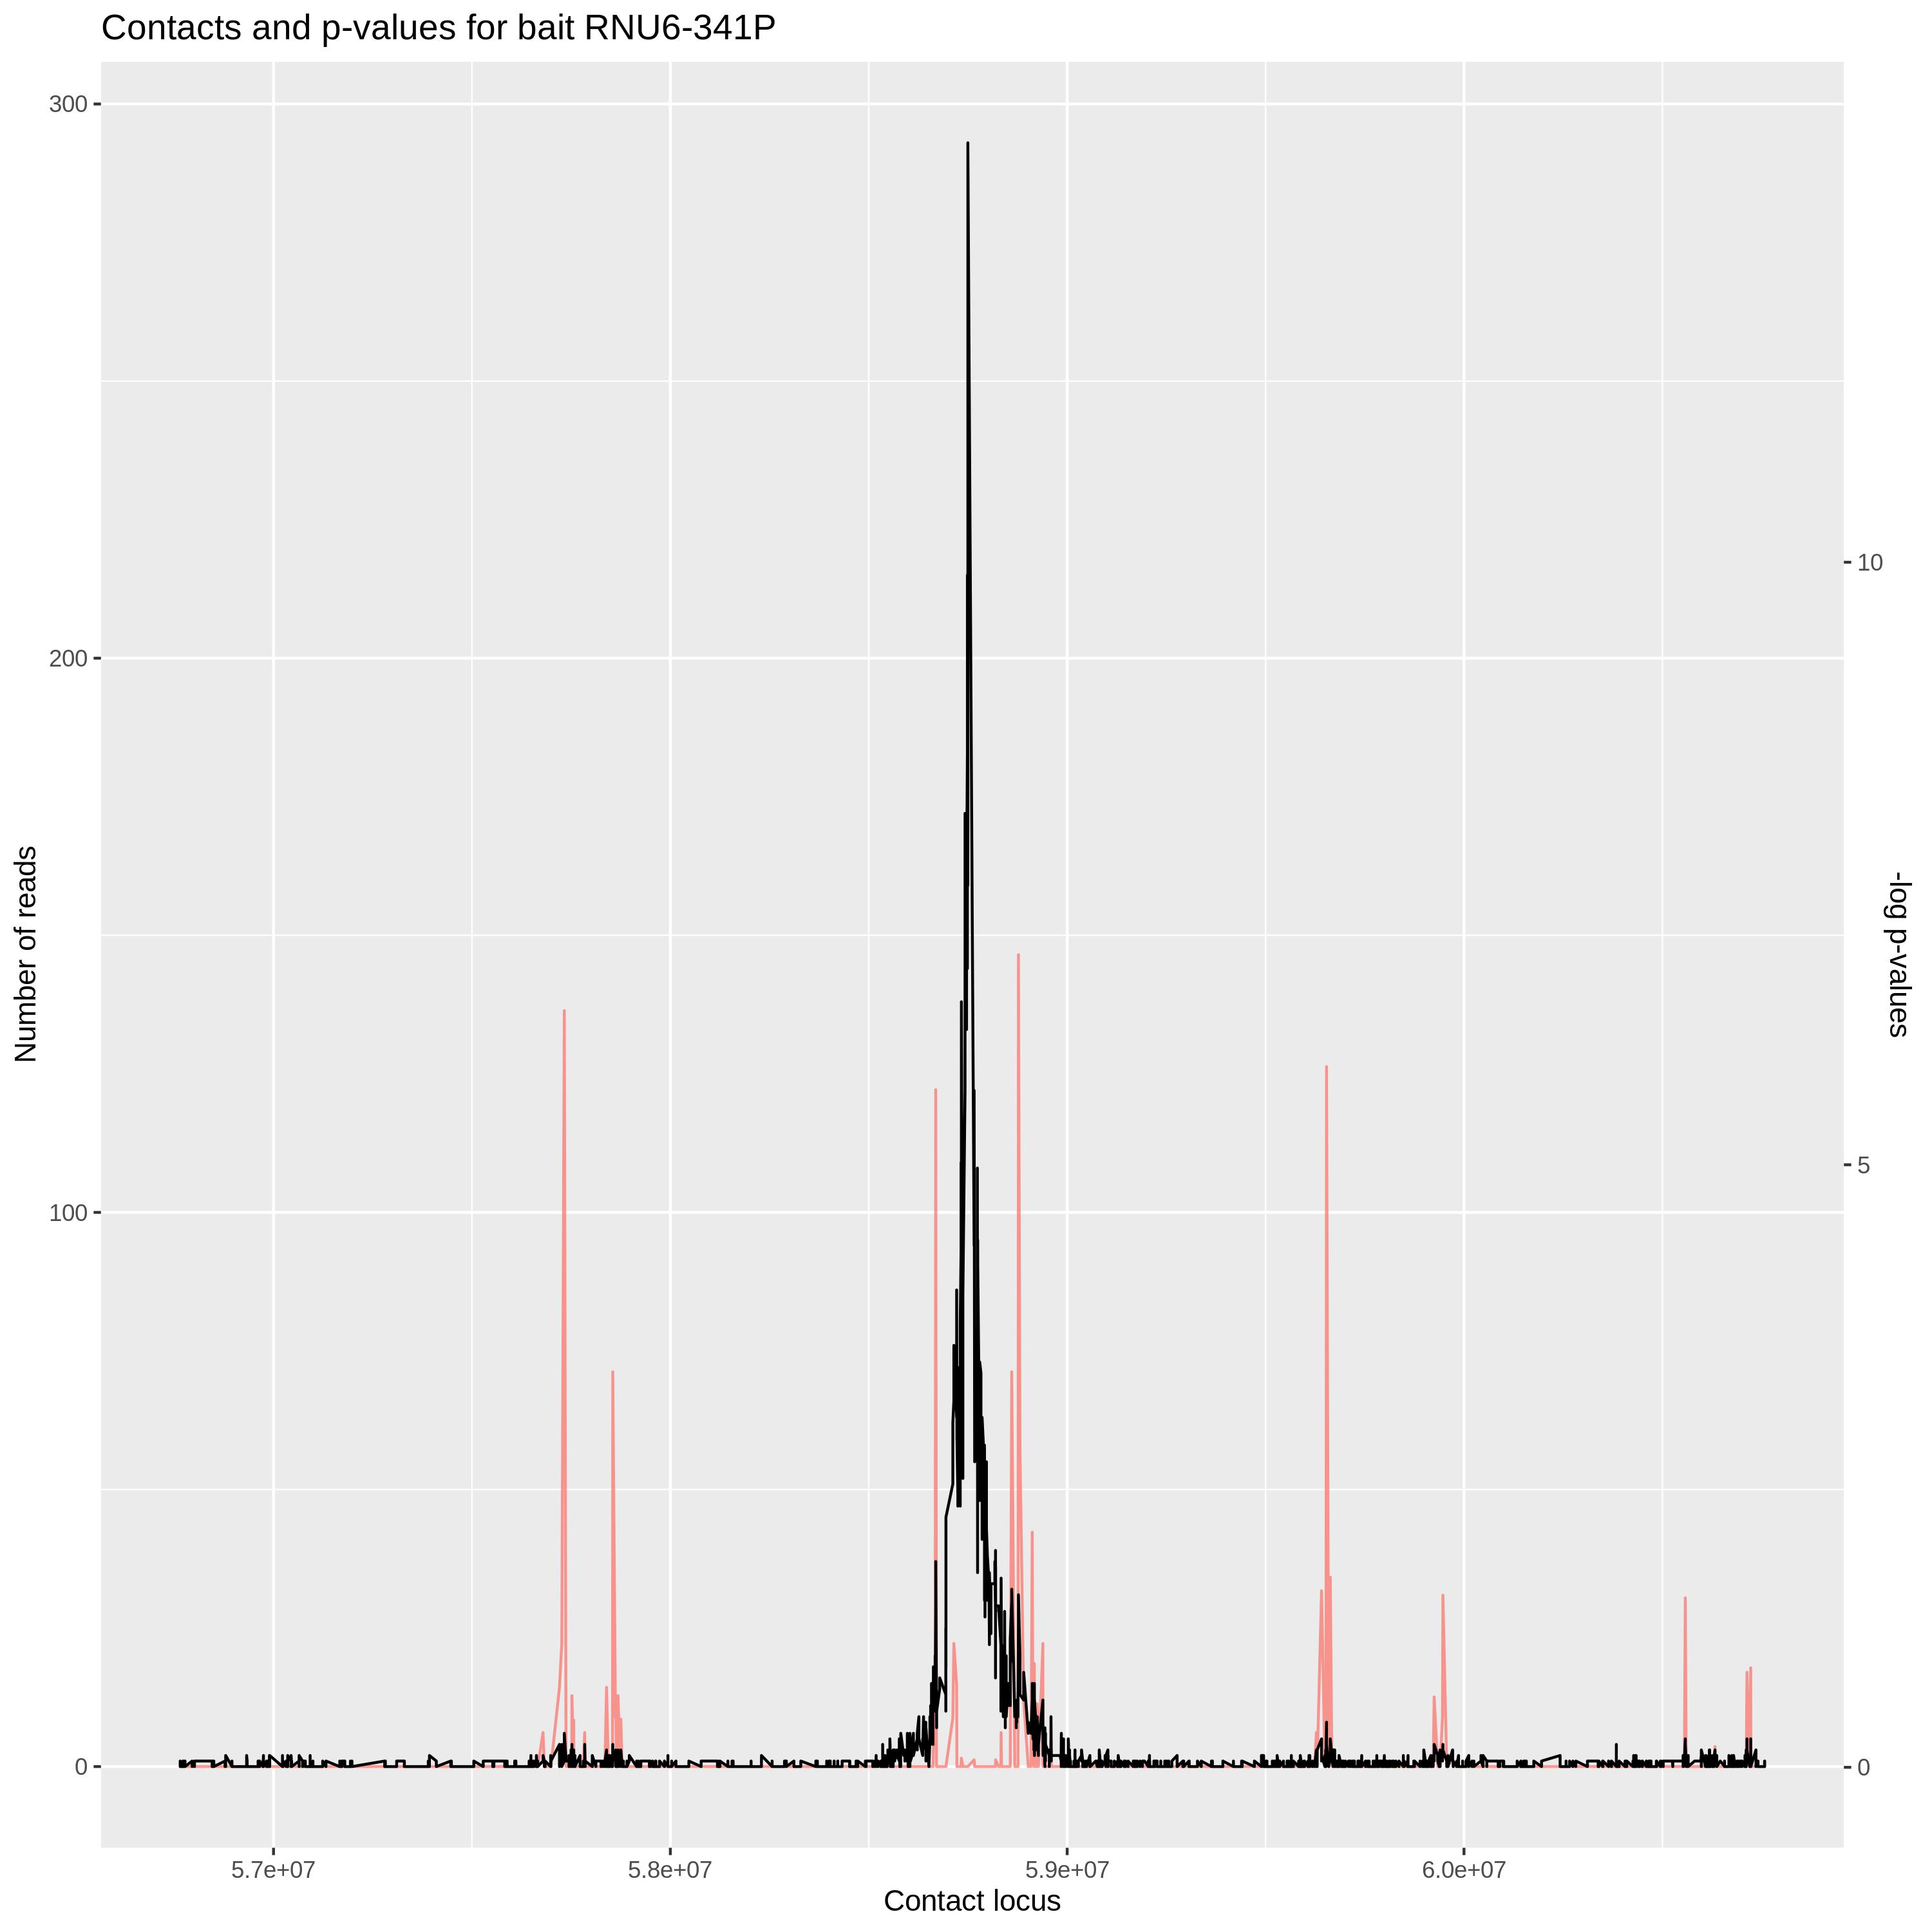 Contacts and p-values for bait RNU6-341P
300
200
100
0
Number of reads
10
5
0
-log p-values
5.7e+07
5.8e+07
5.9e+07
6.0e+07
Contact locus